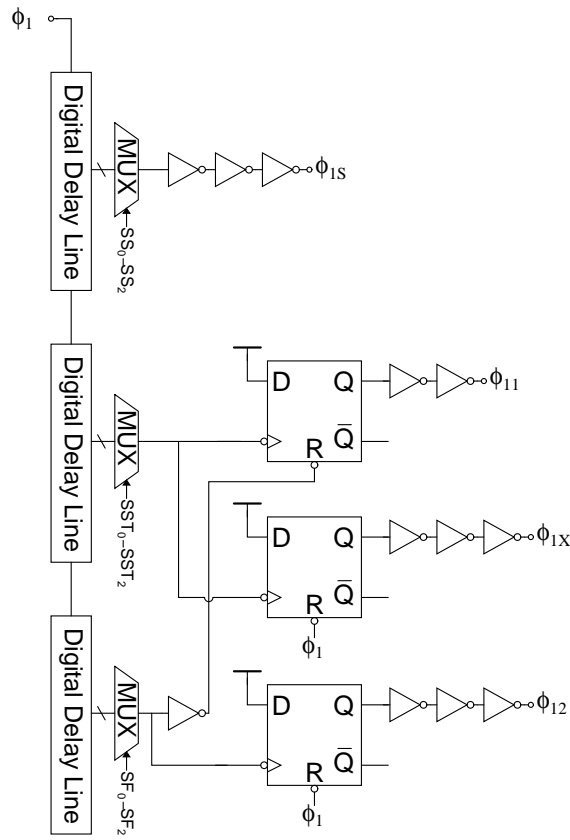 ϕ1
Digital Delay Line
MUX
SS0–SS2
ϕ1S
Digital Delay Line
MUX
SST0–SST2
D
Q
R
Q̅
ϕ11
D
Q
R
Q̅
ϕ1
ϕ1X
Digital Delay Line
MUX
SF0–SF2
D
Q
R
Q̅
ϕ1
ϕ12